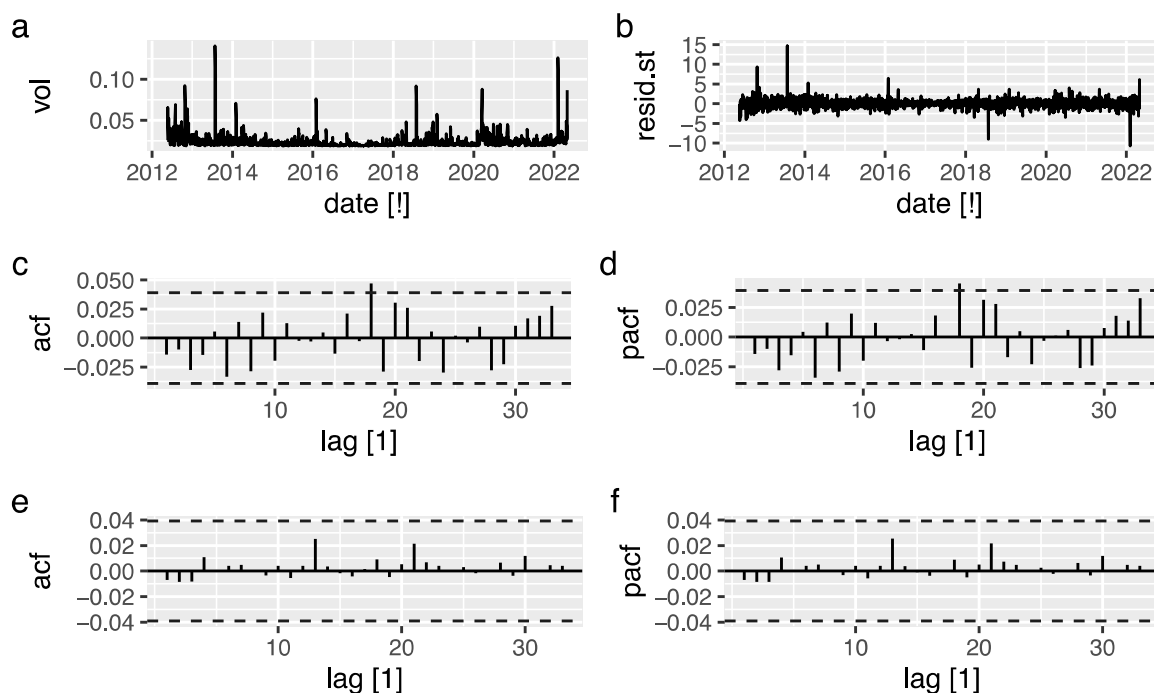 a
vol
0.10
0.05
2012 2014 2016 2018 2020 2022
date [!]
b
resid.st
15
10
5
0
−5
−10
2012 2014 2016 2018 2020 2022
date [!]
c
acf
0.050
0.025
0.000
−0.025
10 20 30
lag [1]
d
pacf
0.025
0.000
−0.025
10 20 30
lag [1]
e
acf
0.04
0.02
0.00
−0.02
−0.04
10 20 30
lag [1]
f
pacf
0.04
0.02
0.00
−0.02
−0.04
10 20 30
lag [1]